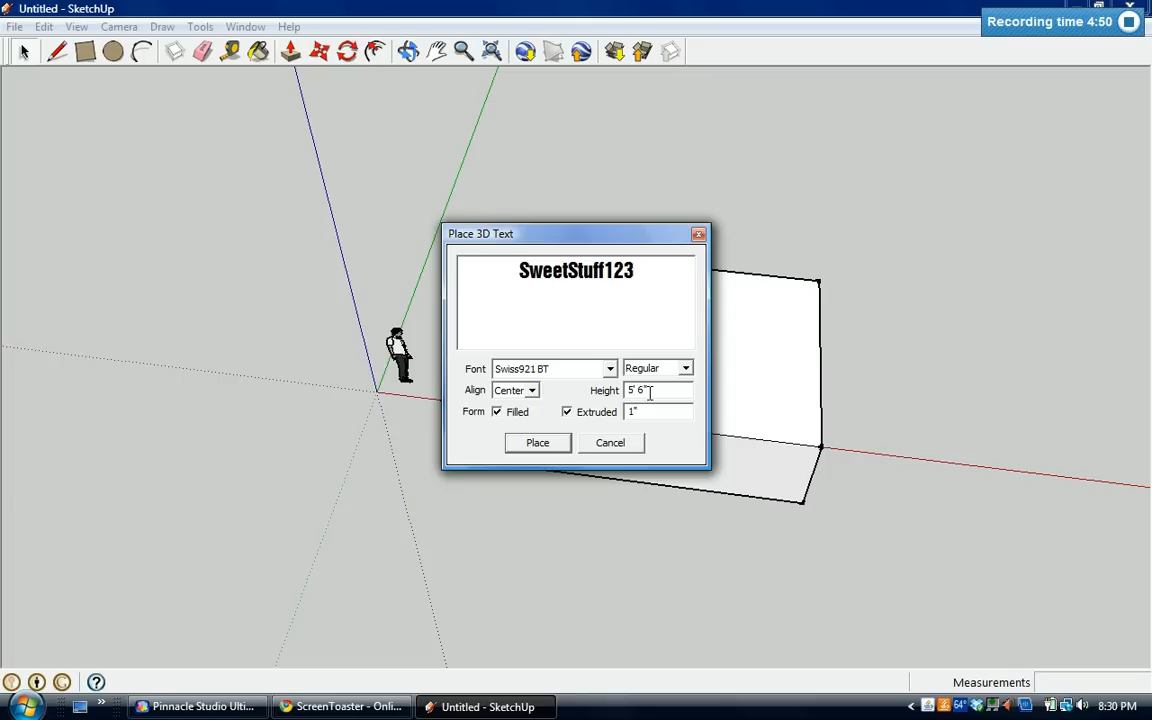 Untitled - SketchUp
Recording time 4:50
File Edit View Camera Draw Tools Window Help
Place 3D Text
SweetStuff123
Font Swiss921 BT Regular
Align Center Height 5' 6"
Form Filled Extruded 1"
Place Cancel
Measurements
Pinnacle Studio Ulti... ScreenToaster - Onli... Untitled - SketchUp 64° 8:30 PM